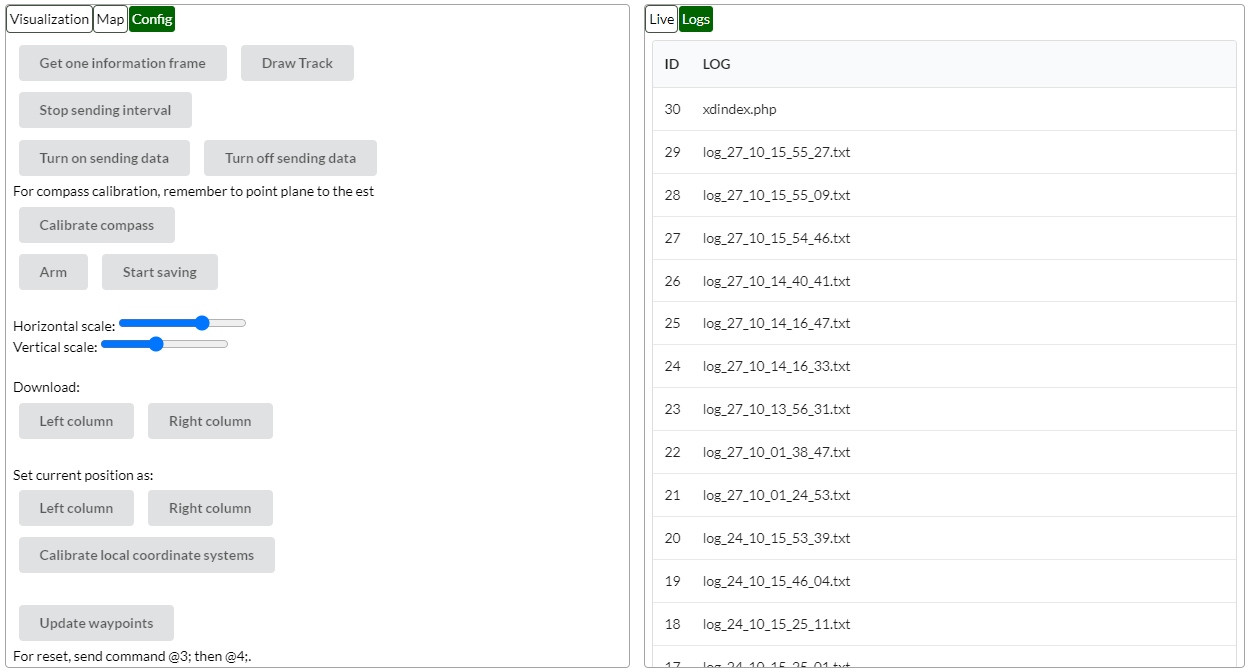 Visualization Map Config
Get one information frame Draw Track
Stop sending interval
Turn on sending data Turn off sending data
For compass calibration, remember to point plane to the est
Calibrate compass
Arm Start saving
Horizontal scale:
Vertical scale:
Download:
Left column Right column
Set current position as:
Left column Right column
Calibrate local coordinate systems
Update waypoints
For reset, send command @3; then @4;.
Live Logs
ID LOG
30 xdindex.php
29 log_27_10_15_55_27.txt
28 log_27_10_15_55_09.txt
27 log_27_10_15_54_46.txt
26 log_27_10_14_40_41.txt
25 log_27_10_14_16_47.txt
24 log_27_10_14_16_33.txt
23 log_27_10_13_56_31.txt
22 log_27_10_01_38_47.txt
21 log_27_10_01_24_53.txt
20 log_24_10_15_53_39.txt
19 log_24_10_15_46_04.txt
18 log_24_10_15_25_11.txt
17 log_24_10_15_25_01.txt